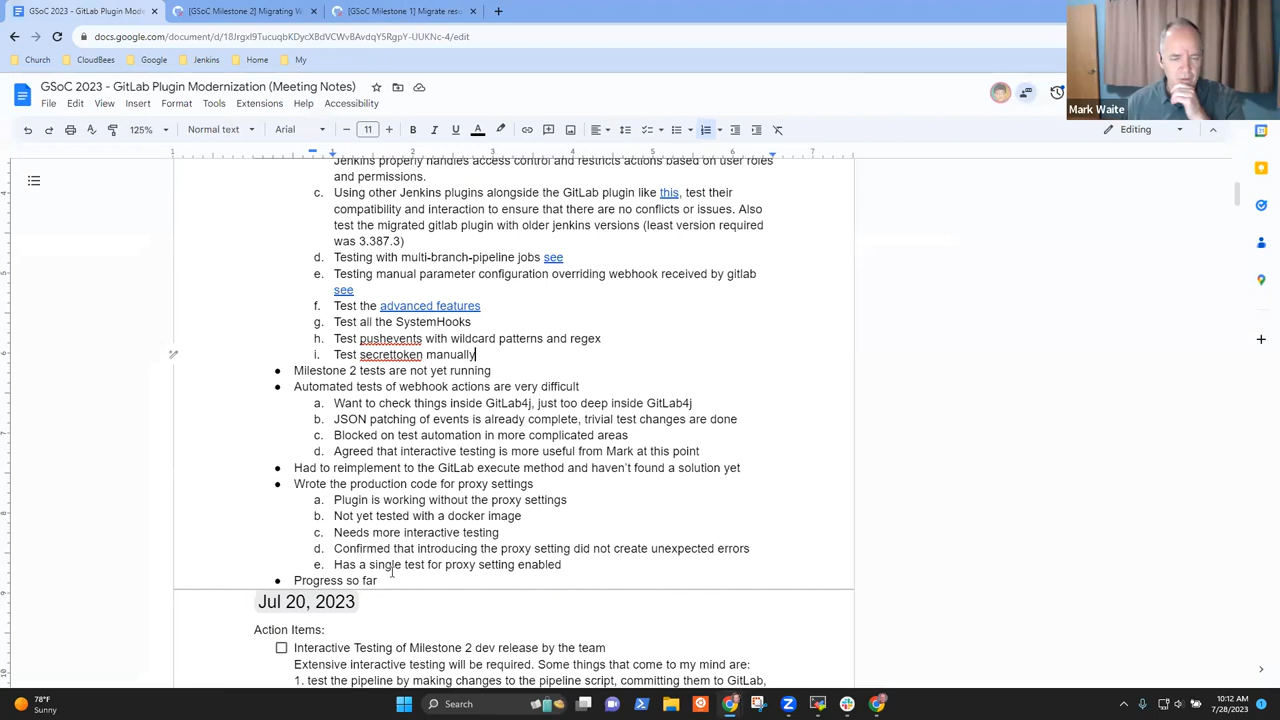 GSoC 2023 - GitLab Plugin Mode
[GSoC Milestone 2] Migrating V
[GSoC Milestone 1] Migrate reso
docs.google.com/document/d/18JrgxI9TucuqbKDycXBdVCWvBAvdqY5RgpY-UUKNc-4/edit
Church
CloudBees
Google
Jenkins
Home
My
GSOC 2023 - GitLab Plugin Modernization (Meeting Notes)
File Edit View Insert Format Tools Extensions Help Accessibility
Mark Waite
125% Normal text Arial 11 Editing
1 1 2 3 4 5 6 7
Jenkins properly handles access control and restricts actions based on user roles
and permissions.
c. Using other Jenkins plugins alongside the GitLab plugin like this, test their
compatibility and interaction to ensure that there are no conflicts or issues. Also
test the migrated gitlab plugin with older jenkins versions (least version required
was 3.387.3)
d. Testing with multi-branch-pipeline jobs see
e. Testing manual parameter configuration overriding webhook received by gitlab
see
f. Test the advanced features
g. Test all the SystemHooks
h. Test pushevents with wildcard patterns and regex
i. Test secrettoken manually
● Milestone 2 tests are not yet running
● Automated tests of webhook actions are very difficult
a. Want to check things inside GitLab4j, just too deep inside GitLab4j
b. JSON patching of events is already complete, trivial test changes are done
c. Blocked on test automation in more complicated areas
d. Agreed that interactive testing is more useful from Mark at this point
● Had to reimplement to the GitLab execute method and haven't found a solution yet
● Wrote the production code for proxy settings
a. Plugin is working without the proxy settings
b. Not yet tested with a docker image
c. Needs more interactive testing
d. Confirmed that introducing the proxy setting did not create unexpected errors
e. Has a single test for proxy setting enabled
● Progress so far
Jul 20, 2023
Action Items:
Interactive Testing of Milestone 2 dev release by the team
Extensive interactive testing will be required. Some things that come to my mind are:
1. test the pipeline by making changes to the pipeline script, committing them to GitLab,
78°F
Sunny
Search
10:12 AM
7/28/2023